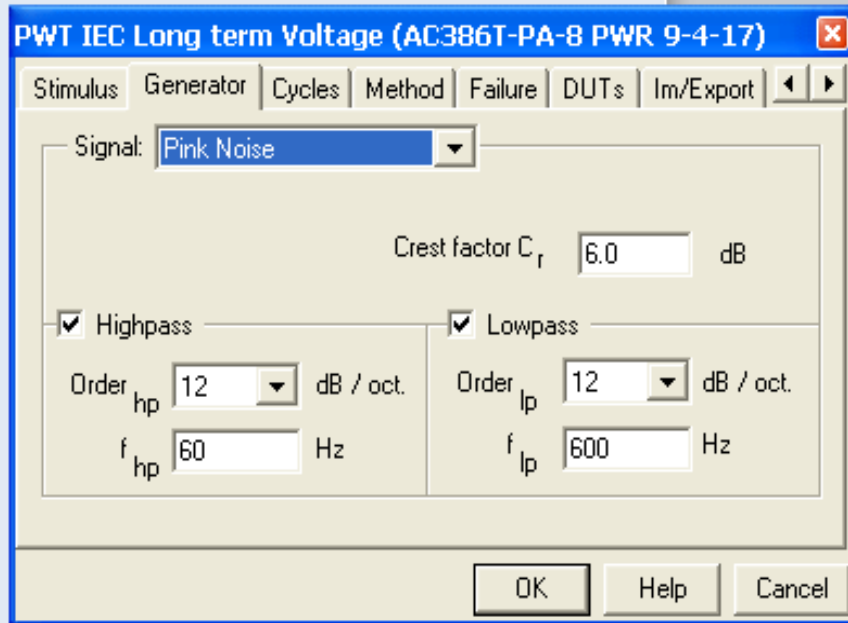 PWT IEC Long term Voltage (AC386T-PA-8 PWR 9-4-17)
Stimulus Generator Cycles Method Failure DUTs Im/Export
Signal: Pink Noise
Crest factor C r 6.0 dB
Highpass Lowpass
Order hp 12 dB / oct. Order lp 12 dB / oct.
f hp 60 Hz f lp 600 Hz
OK Help Cancel